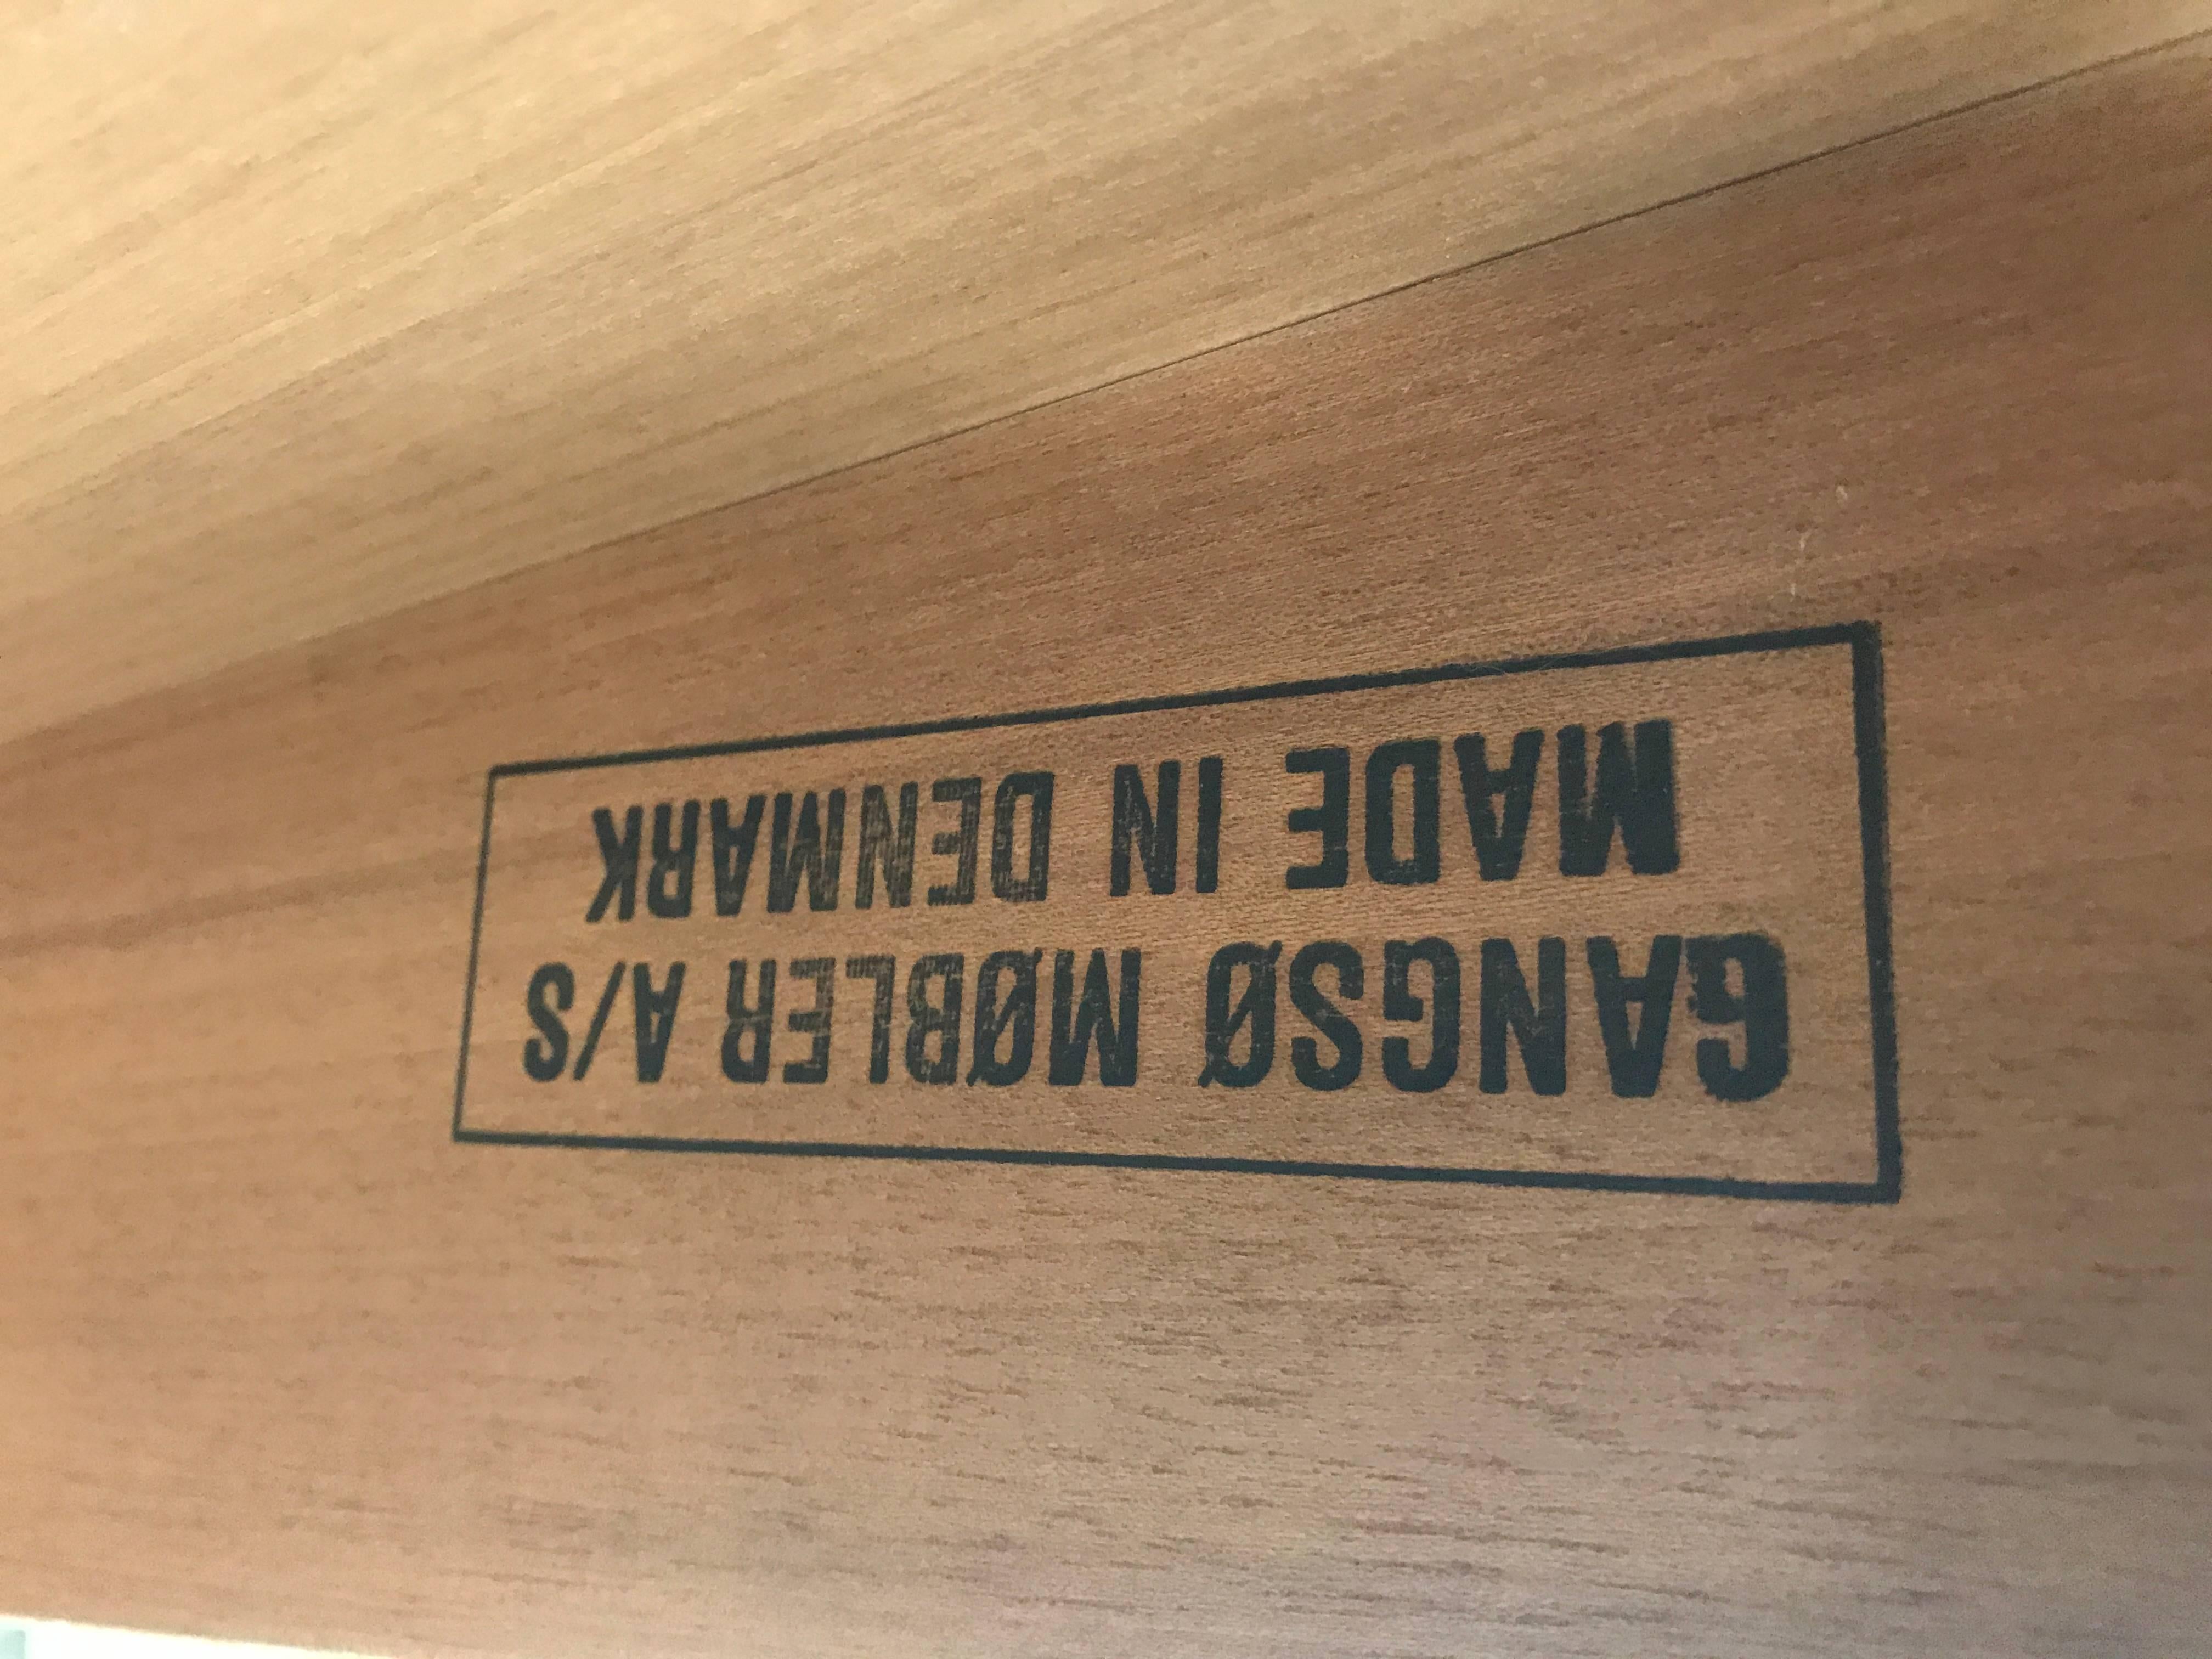 GANGSØ MØBLER A/S
MADE IN DENMARK